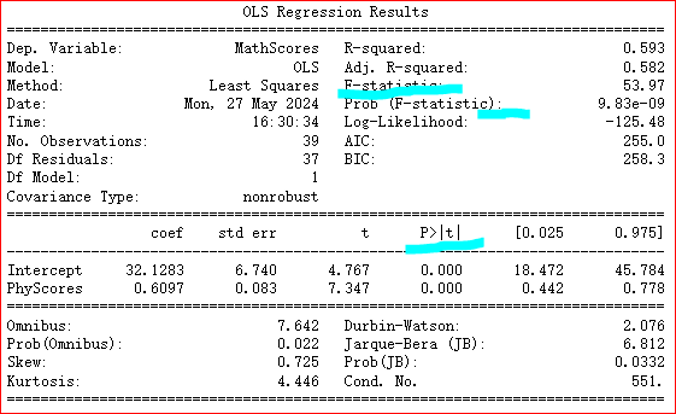 OLS Regression Results
Dep. Variable: MathScores R-squared: 0.593
Model: OLS Adj. R-squared: 0.582
Method: Least Squares F-statistic: 53.97
Date: Mon, 27 May 2024 Prob (F-statistic): 9.83e-09
Time: 16:30:34 Log-Likelihood: -125.48
No. Observations: 39 AIC: 255.0
Df Residuals: 37 BIC: 258.3
Df Model: 1
Covariance Type: nonrobust
coef std err t P>|t| [0.025 0.975]
Intercept 32.1283 6.740 4.767 0.000 18.472 45.784
PhyScores 0.6097 0.083 7.347 0.000 0.442 0.778
Omnibus: 7.642 Durbin-Watson: 2.076
Prob(Omnibus): 0.022 Jarque-Bera (JB): 6.812
Skew: 0.725 Prob(JB): 0.0332
Kurtosis: 4.446 Cond. No. 551.